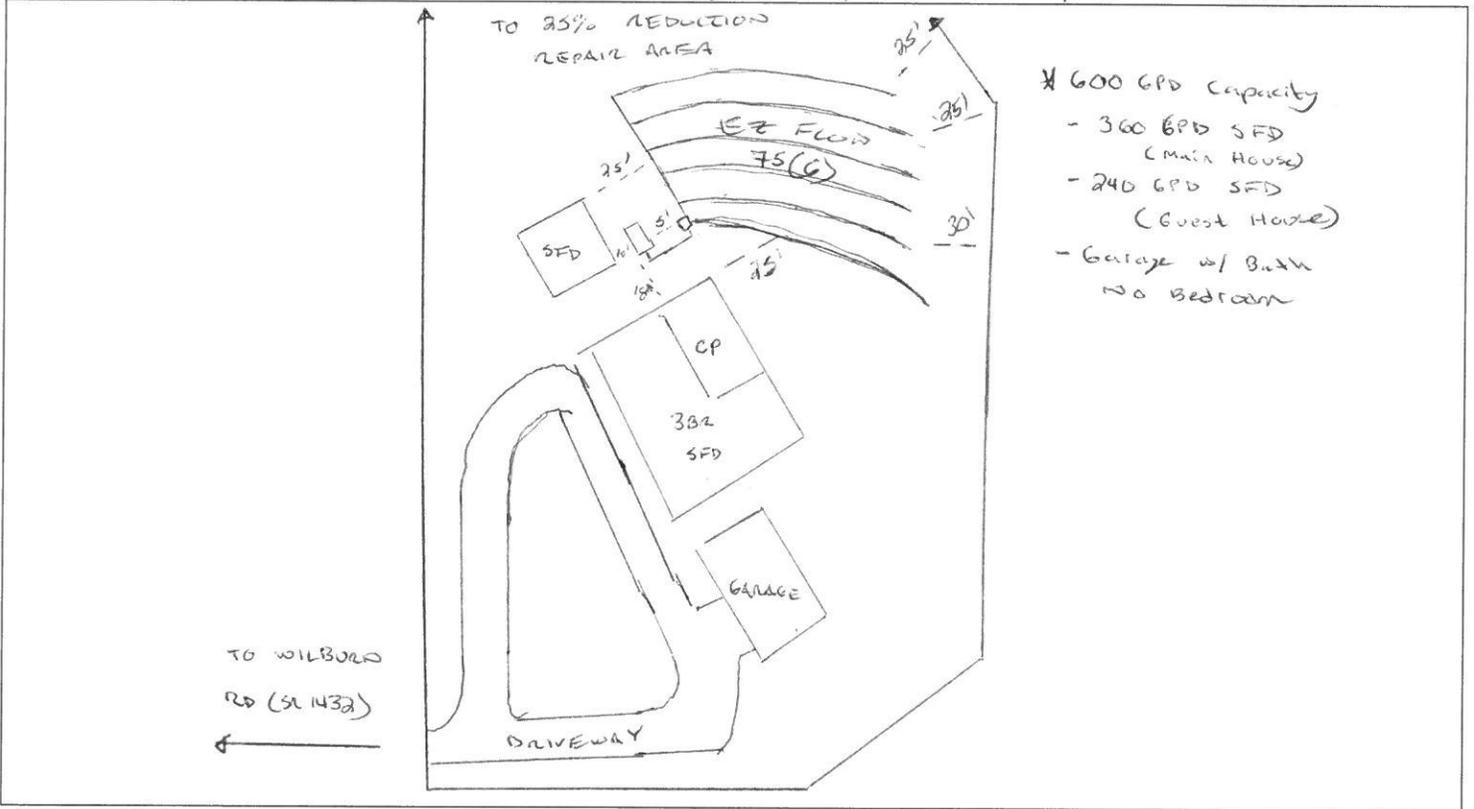 TO 25% REDUCTION
REPAIR AREA
25'
25'
EZ FLOW
75(6)
25'
5'
30'
SFD
25'
CP
3BR
SFD
GARAGE
TO WILBURN
RD (SR 1432)
DRIVEWAY
* 600 GPD Capacity
- 360 GPD SFD
(Main House)
- 240 GPD SFD
(Guest House)
- Garage w/ Bath
No Bedroom